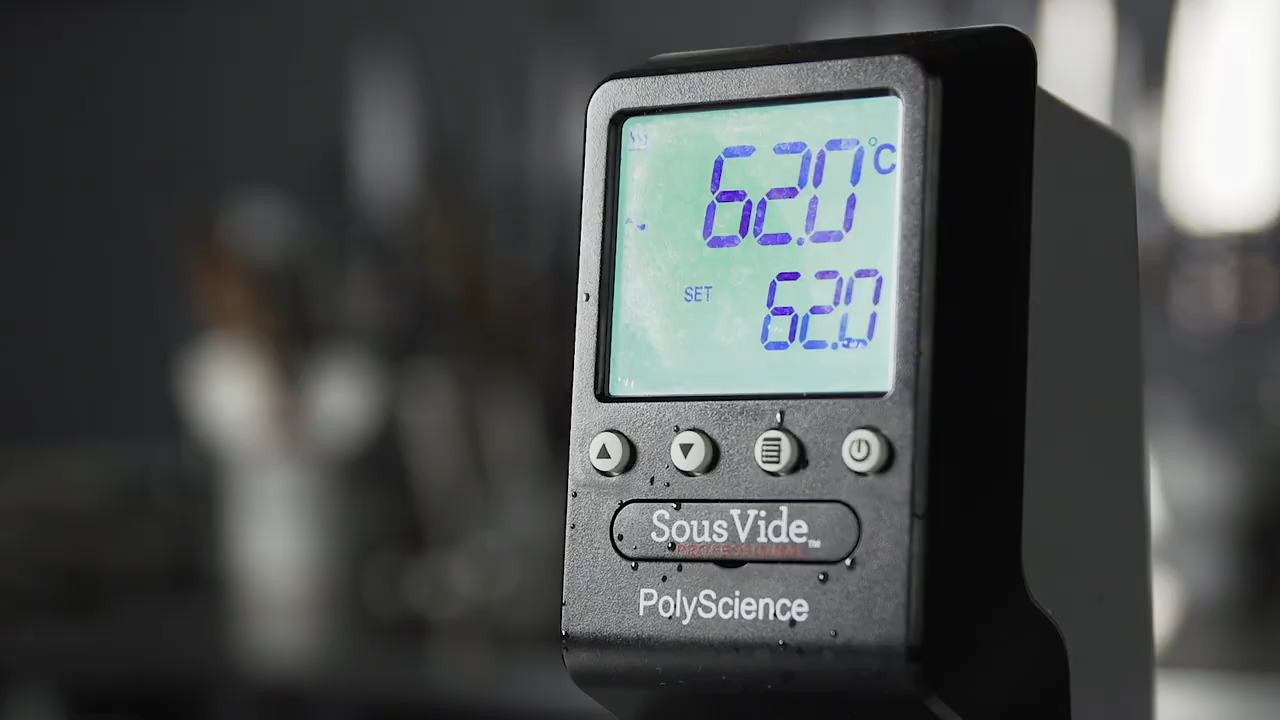 62.0°C
SET 62.0
SousVide™
PROFESSIONAL
PolyScience